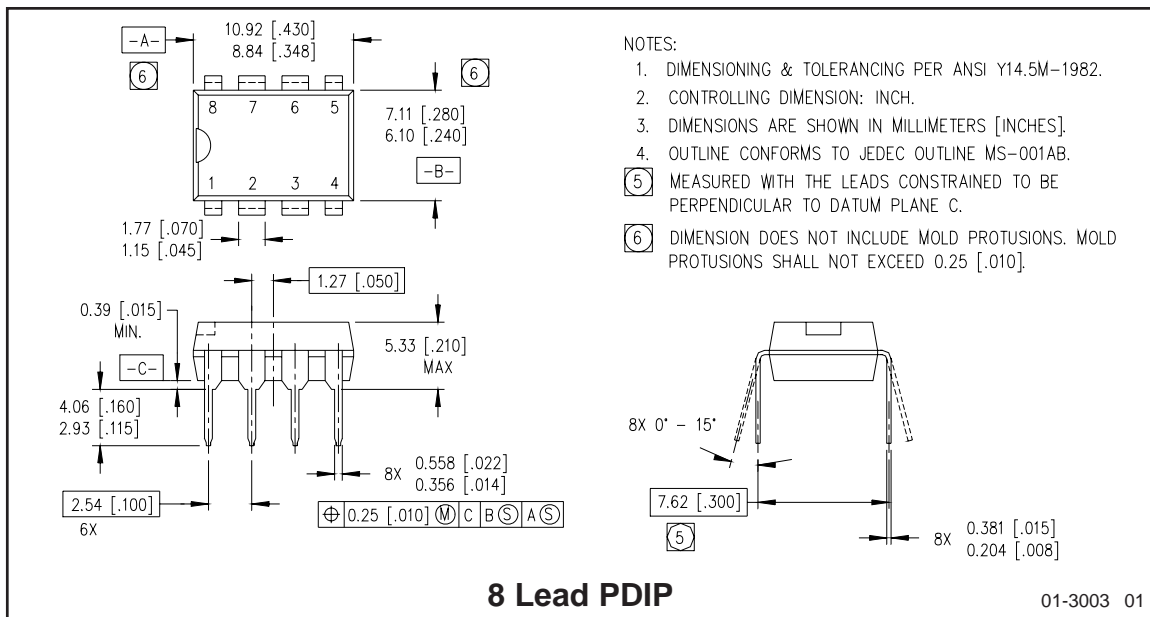 -A-
10.92 [.430]
8.84 [.348]
6
6
8 7 6 5
7.11 [.280]
6.10 [.240]
-B-
1 2 3 4
1.77 [.070]
1.15 [.045]
1.27 [.050]
0.39 [.015]
MIN.
5.33 [.210]
MAX
-C-
4.06 [.160]
2.93 [.115]
8X 0.558 [.022]
0.356 [.014]
2.54 [.100]
6X
⌖ 0.25 [.010] Ⓜ C B Ⓢ A Ⓢ
NOTES:
1. DIMENSIONING & TOLERANCING PER ANSI Y14.5M-1982.
2. CONTROLLING DIMENSION: INCH.
3. DIMENSIONS ARE SHOWN IN MILLIMETERS [INCHES].
4. OUTLINE CONFORMS TO JEDEC OUTLINE MS-001AB.
5 MEASURED WITH THE LEADS CONSTRAINED TO BE
PERPENDICULAR TO DATUM PLANE C.
6 DIMENSION DOES NOT INCLUDE MOLD PROTUSIONS. MOLD
PROTUSIONS SHALL NOT EXCEED 0.25 [.010].
8X 0° - 15°
7.62 [.300]
5
8X 0.381 [.015]
0.204 [.008]
8 Lead PDIP
01-3003 01